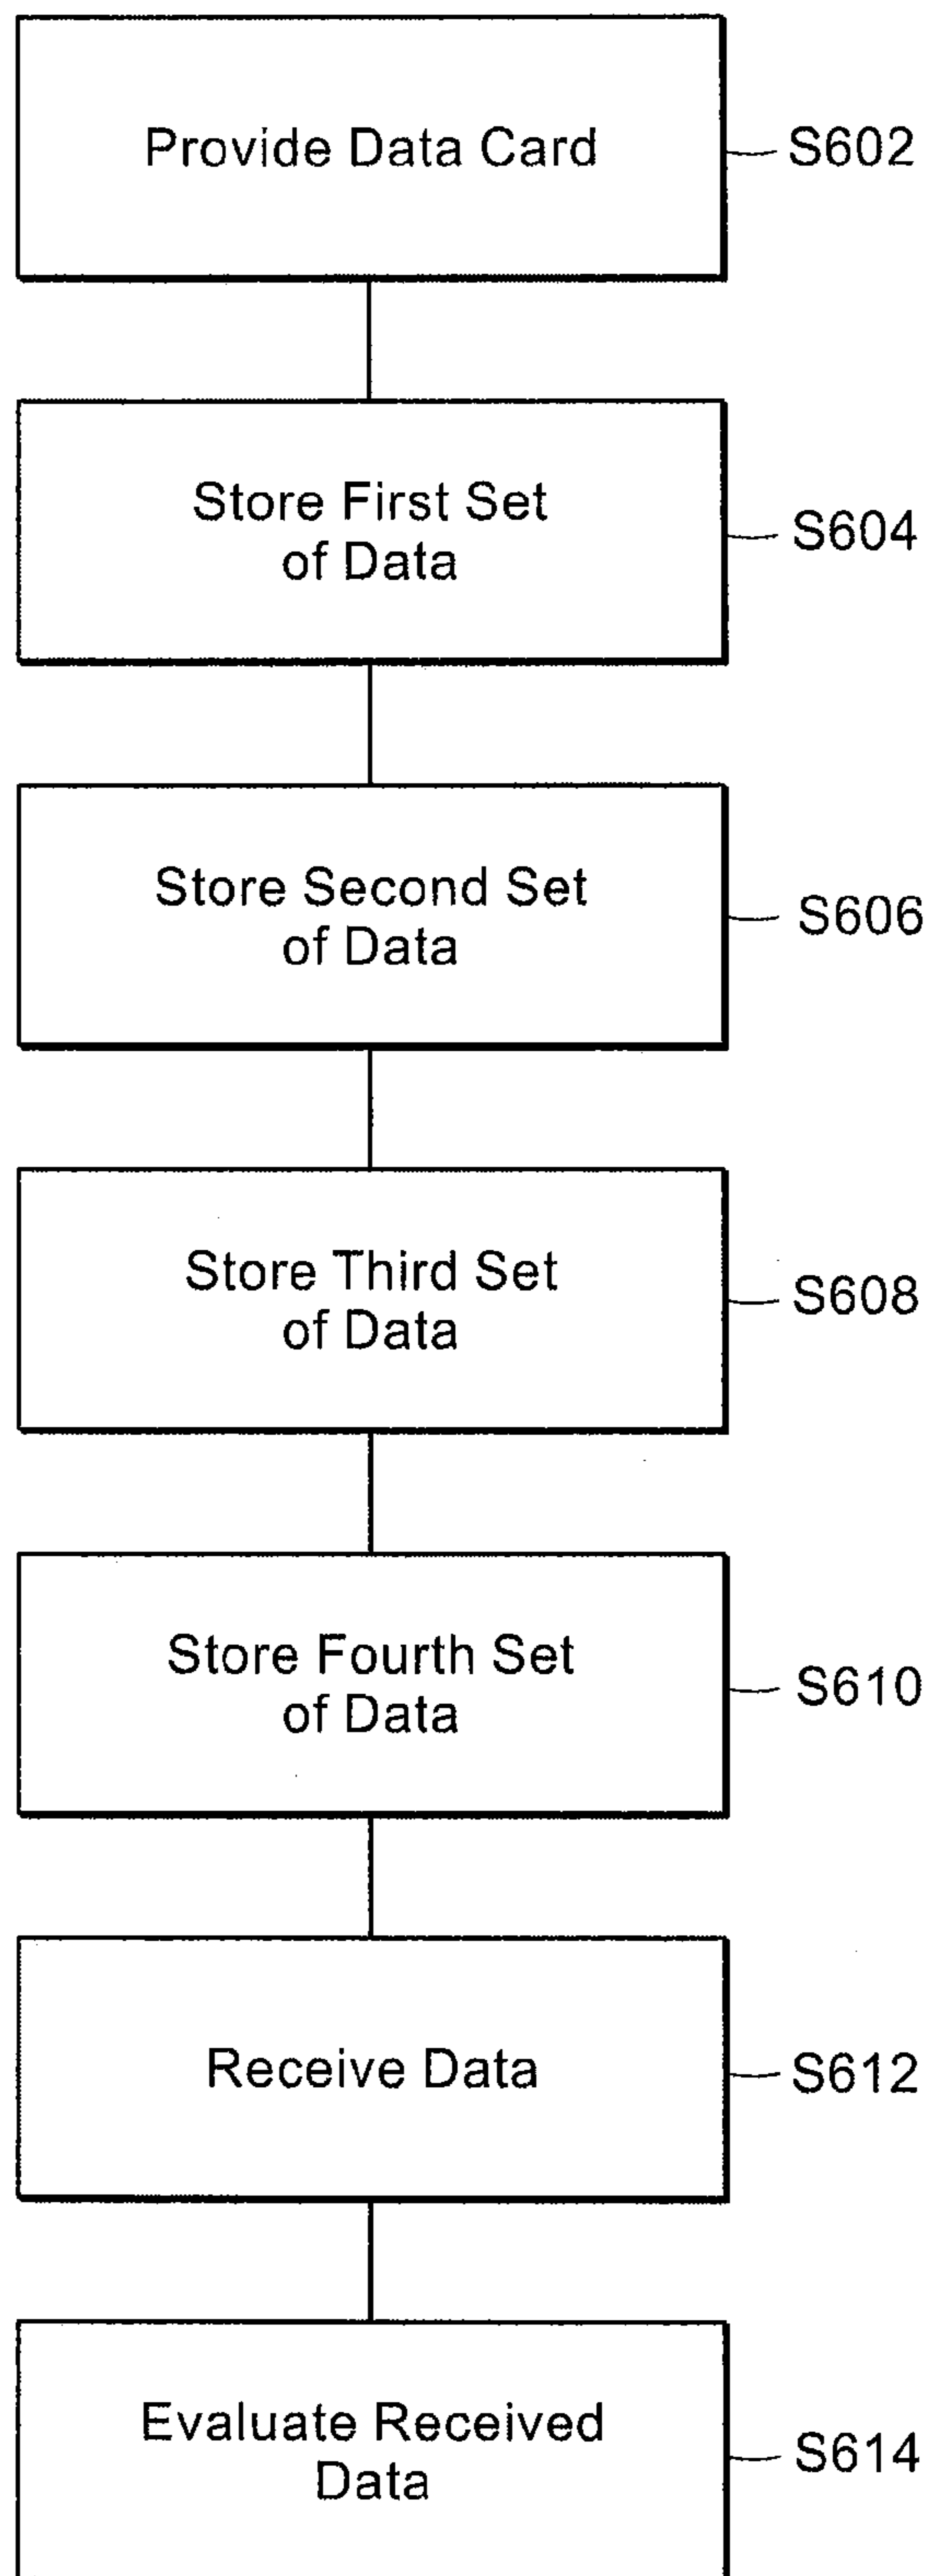 Provide Data Card
S602
Store First Set
of Data
S604
Store Second Set
of Data
S606
Store Third Set
of Data
S608
Store Fourth Set
of Data
S610
Receive Data
S612
Evaluate Received
Data
S614